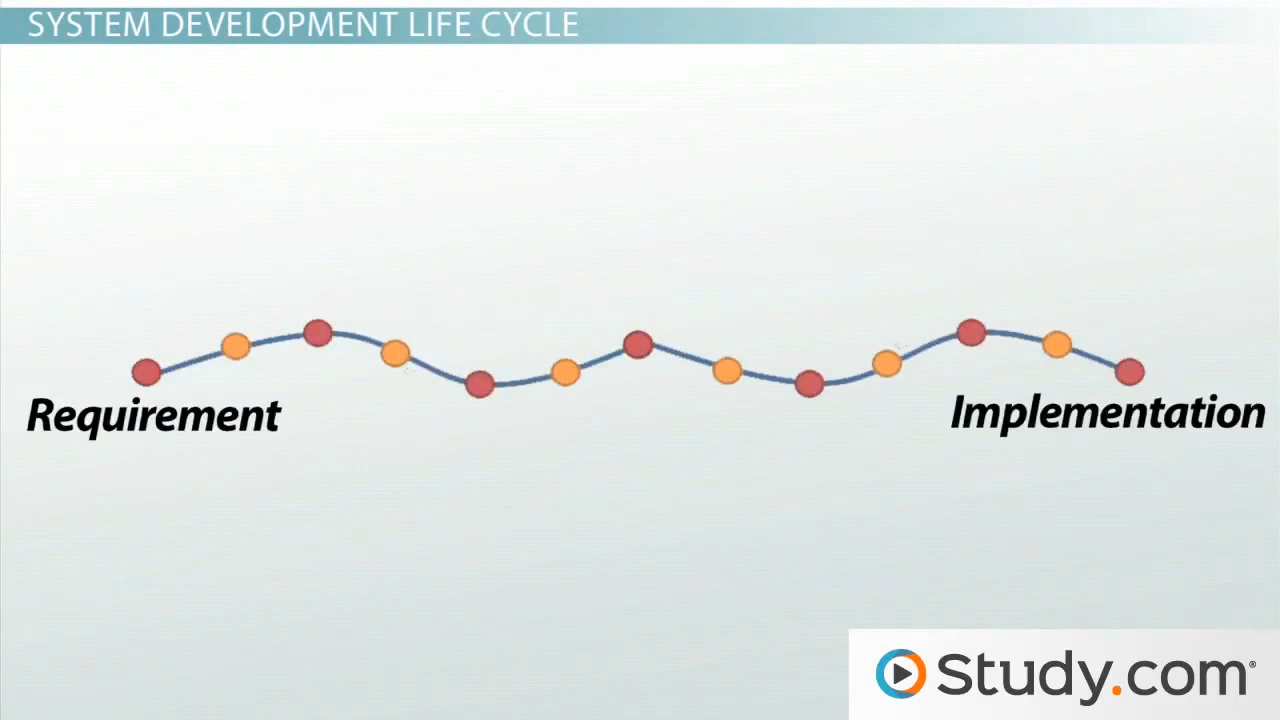 SYSTEM DEVELOPMENT LIFE CYCLE
Requirement
Implementation
Study.com®